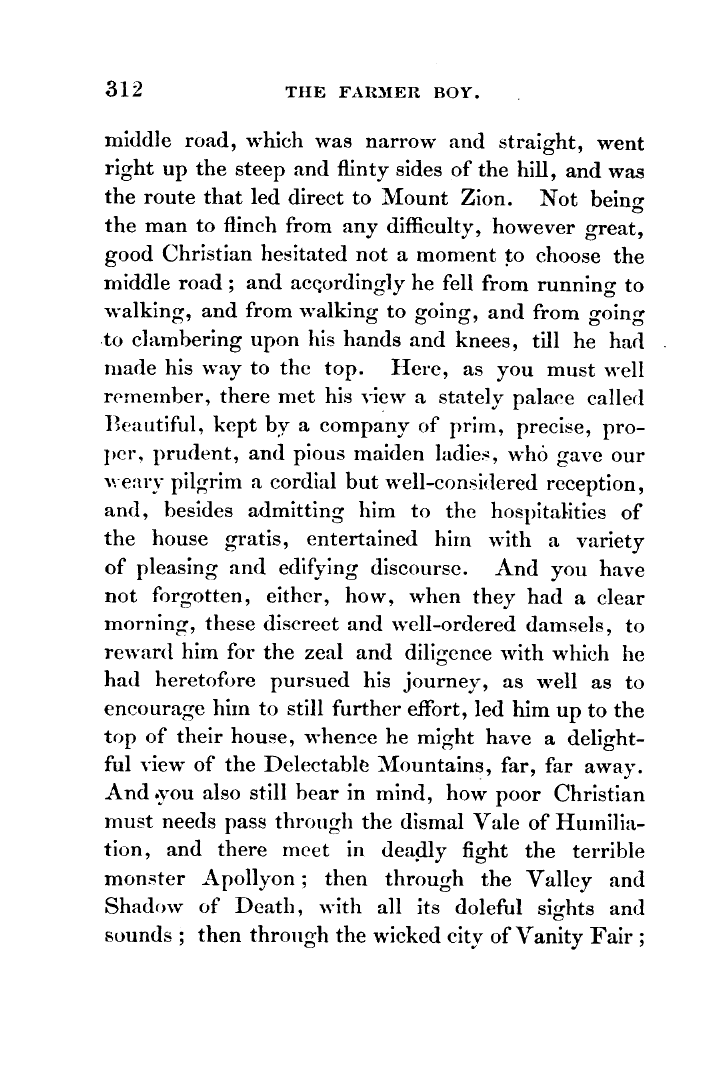 312 THE FARMER BOY.
middle road, which was narrow and straight, went
right up the steep and flinty sides of the hill, and was
the route that led direct to Mount Zion. Not being
the man to flinch from any difficulty, however great,
good Christian hesitated not a moment to choose the
middle road ; and accordingly he fell from running to
walking, and from walking to going, and from going
to clambering upon his hands and knees, till he had
made his way to the top. Here, as you must well
remember, there met his view a stately palace called
Beautiful, kept by a company of prim, precise, pro-
per, prudent, and pious maiden ladies, who gave our
weary pilgrim a cordial but well-considered reception,
and, besides admitting him to the hospitalities of
the house gratis, entertained him with a variety
of pleasing and edifying discourse. And you have
not forgotten, either, how, when they had a clear
morning, these discreet and well-ordered damsels, to
reward him for the zeal and diligence with which he
had heretofore pursued his journey, as well as to
encourage him to still further effort, led him up to the
top of their house, whence he might have a delight-
ful view of the Delectable Mountains, far, far away.
And you also still bear in mind, how poor Christian
must needs pass through the dismal Vale of Humilia-
tion, and there meet in deadly fight the terrible
monster Apollyon ; then through the Valley and
Shadow of Death, with all its doleful sights and
sounds ; then through the wicked city of Vanity Fair ;